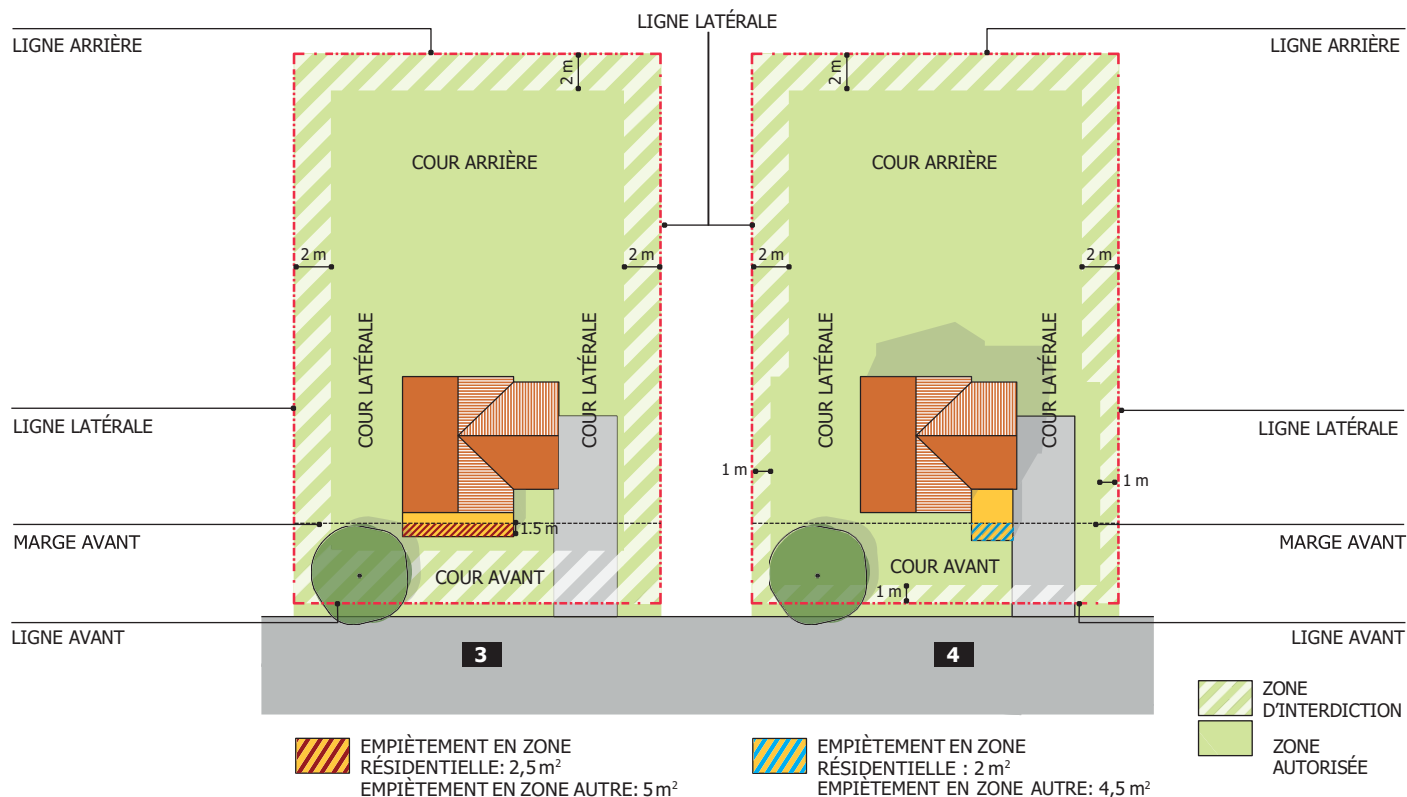 LIGNE LATÉRALE
LIGNE ARRIÈRE
LIGNE ARRIÈRE
2 m
2 m
COUR ARRIÈRE
COUR ARRIÈRE
2 m
2 m
2 m
2 m
COUR LATÉRALE
COUR LATÉRALE
COUR LATÉRALE
COUR LATÉRALE
LIGNE LATÉRALE
LIGNE LATÉRALE
1 m
1 m
1.5 m
MARGE AVANT
MARGE AVANT
COUR AVANT
COUR AVANT
1 m
LIGNE AVANT
LIGNE AVANT
3
4
ZONE
D'INTERDICTION
ZONE
AUTORISÉE
EMPIÈTEMENT EN ZONE
RÉSIDENTIELLE: 2,5 m²
EMPIÈTEMENT EN ZONE AUTRE: 5 m²
EMPIÈTEMENT EN ZONE
RÉSIDENTIELLE : 2 m²
EMPIÈTEMENT EN ZONE AUTRE: 4,5 m²